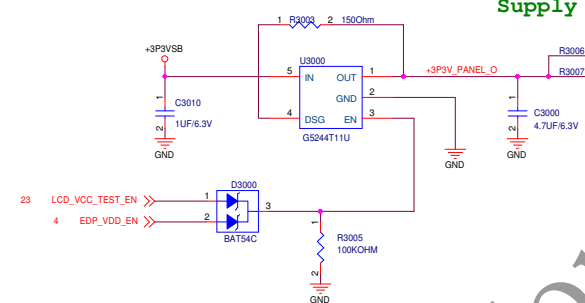 Supply
1 R3003 2 150Ohm
R3006
+3P3VSB
U3000
+3P3V_PANEL_O
R3007
5 IN OUT 1
1
GND 2
1
C3010
4 DSG EN 3
C3000
1UF/6.3V
4.7UF/6.3V
2
G5244T11U
2
GND
GND
GND
D3000
23 LCD_VCC_TEST_EN
1
3
4 EDP_VDD_EN
2
1
BAT54C
R3005
100KOHM
2
GND